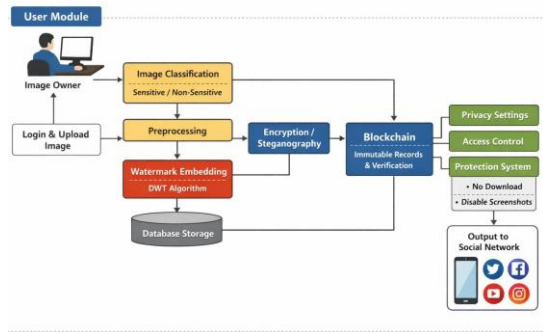 User Module
Image Owner
Login & Upload
Image
Image Classification
Sensitive / Non-Sensitive
Preprocessing
Watermark Embedding
DWT Algorithm
Database Storage
Encryption /
Steganography
Blockchain
Immutable Records
& Verification
Privacy Settings
Access Control
Protection System
• No Download
• Disable Screenshots
Output to
Social Network